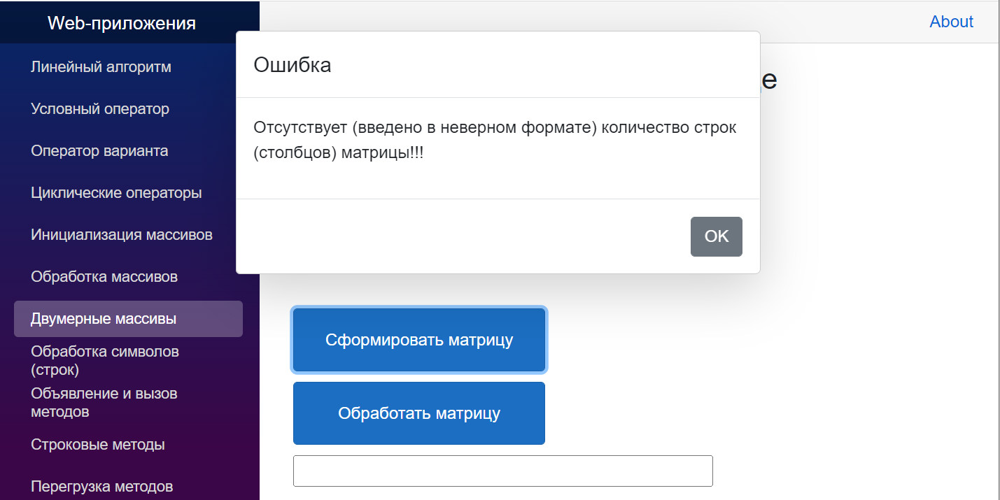 Web-приложения
About
Линейный алгоритм
Условный оператор
Оператор варианта
Циклические операторы
Инициализация массивов
Обработка массивов
Двумерные массивы
Обработка символов
(строк)
Объявление и вызов
методов
Строковые методы
Перегрузка методов
Ошибка
Отсутствует (введено в неверном формате) количество строк
(столбцов) матрицы!!!
OK
Сформировать матрицу
Обработать матрицу